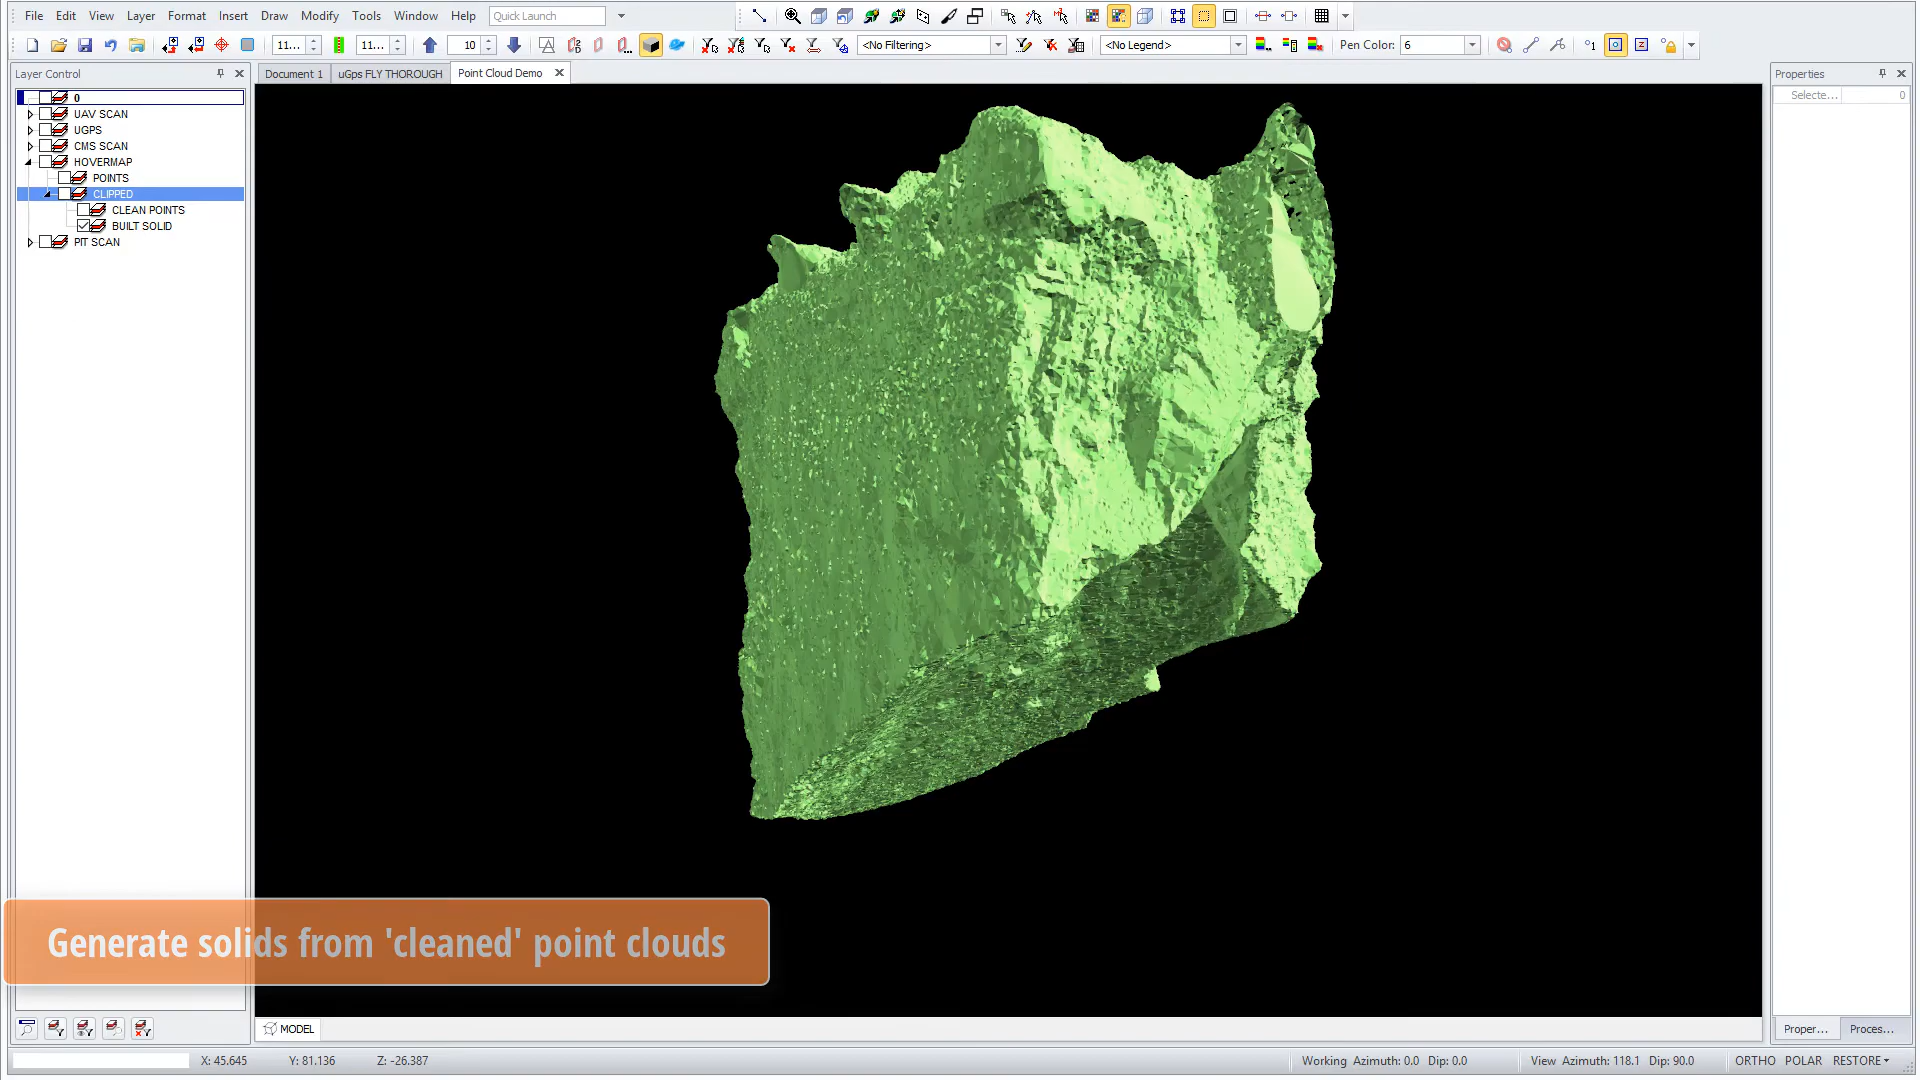 File Edit View Layer Format Insert Draw Modify Tools Window Help Quick Launch
11... 11... 10 <No Filtering> <No Legend> Pen Color: 6
Layer Control
Document 1 uGps FLY THOROUGH Point Cloud Demo
Properties
Selecte... 0
0
UAV SCAN
UGPS
CMS SCAN
HOVERMAP
POINTS
CLIPPED
CLEAN POINTS
BUILT SOLID
PIT SCAN
Generate solids from 'cleaned' point clouds
MODEL
Proper... Proces...
X: 45.645 Y: 81.136 Z: -26.387 Working Azimuth: 0.0 Dip: 0.0 View Azimuth: 118.1 Dip: 90.0 ORTHO POLAR RESTORE